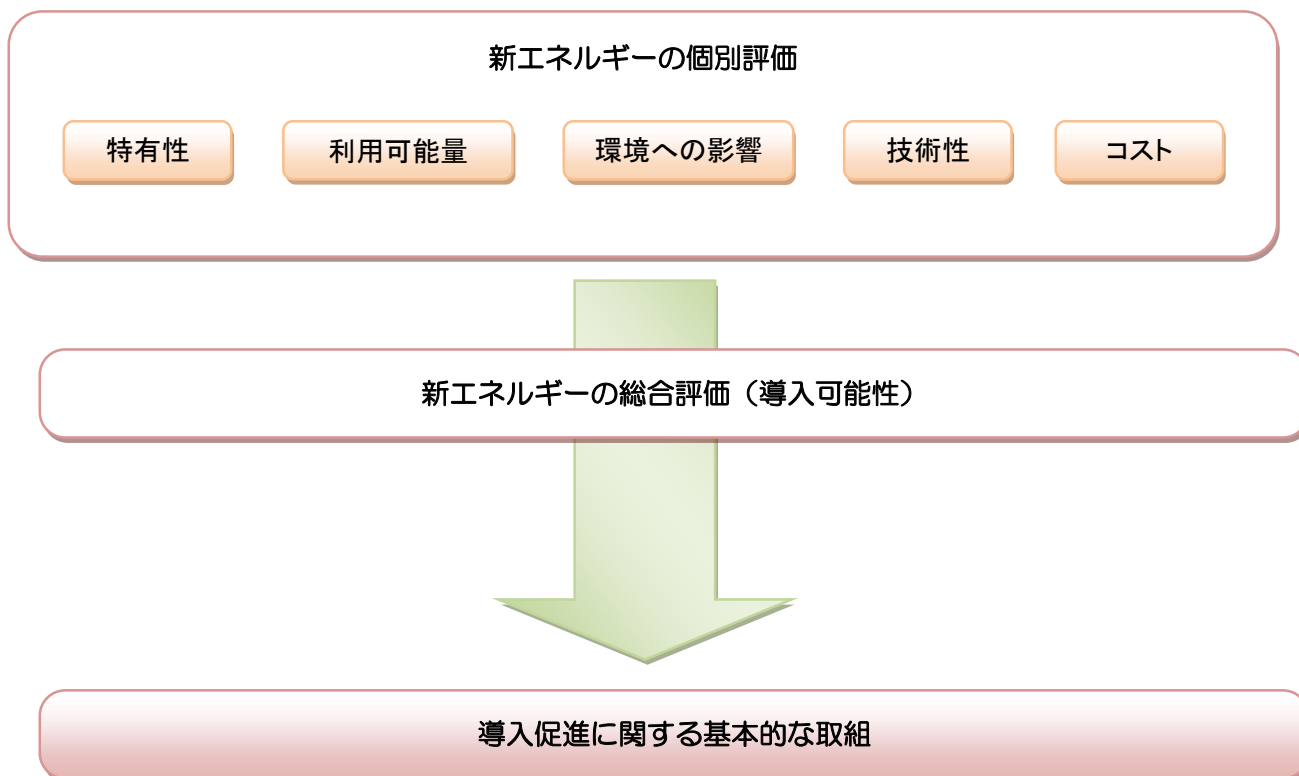 新エネルギーの個別評価
特有性
利用可能量
環境への影響
技術性
コスト
新エネルギーの総合評価（導入可能性）
導入促進に関する基本的な取組